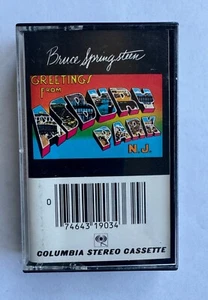 Bruce Springsteen
GREETINGS
FROM
ASBURY
PARK
N.J.
0
74643 19034
COLUMBIA STEREO CASSETTE